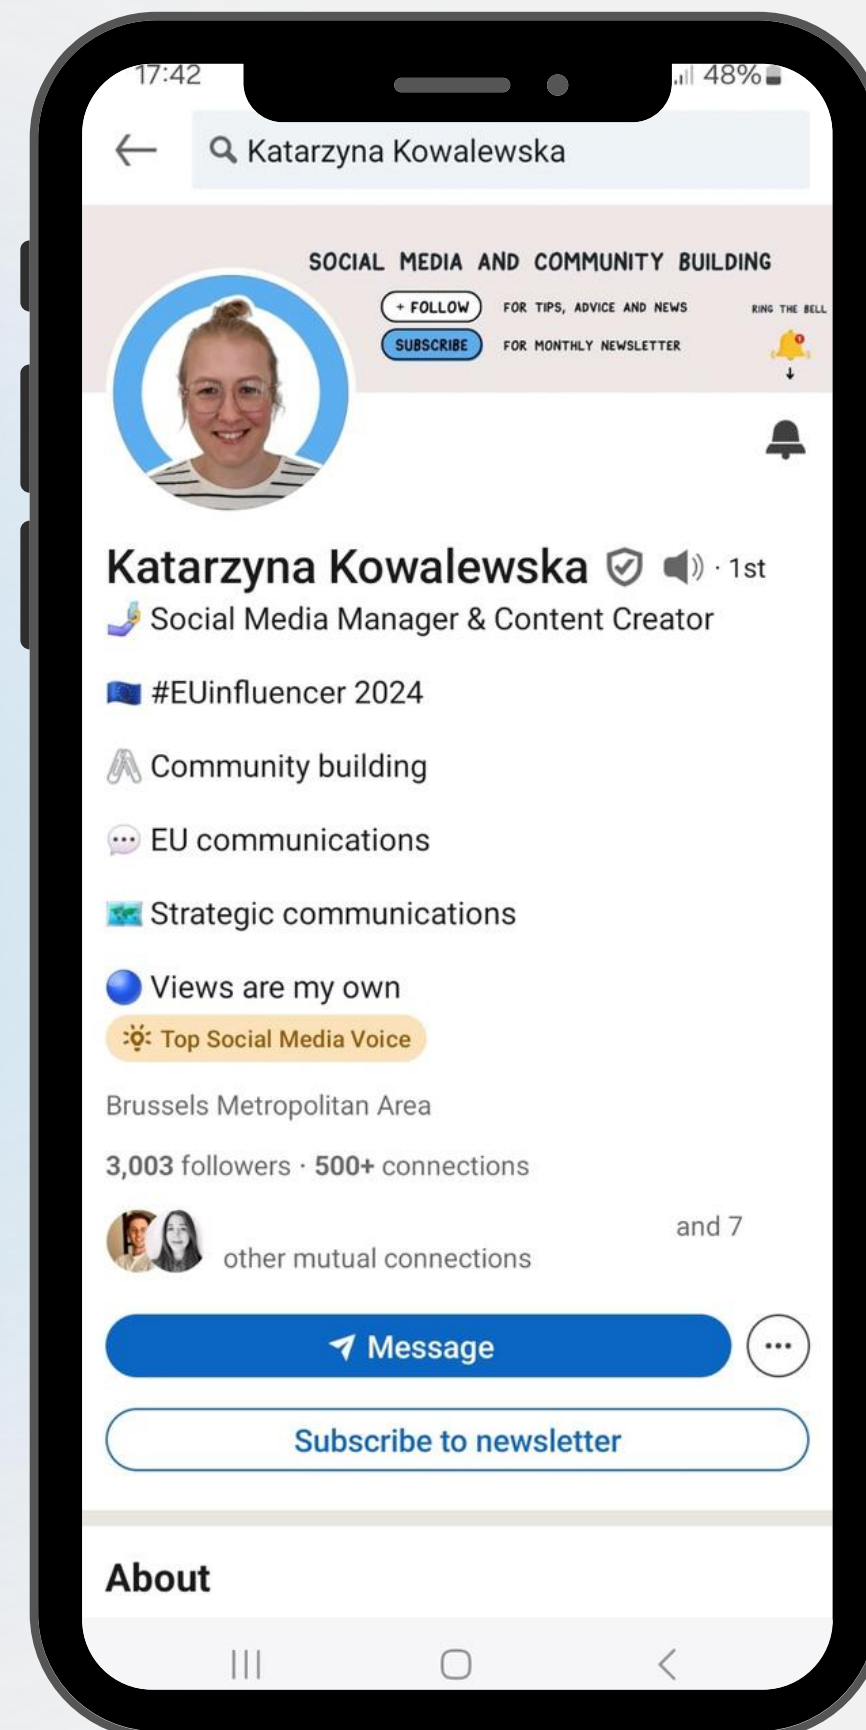 17:42
48%
Katarzyna Kowalewska
SOCIAL MEDIA AND COMMUNITY BUILDING
+ FOLLOW FOR TIPS, ADVICE AND NEWS
RING THE BELL
SUBSCRIBE FOR MONTHLY NEWSLETTER
Katarzyna Kowalewska · 1st
Social Media Manager & Content Creator
#EUinfluencer 2024
Community building
EU communications
Strategic communications
Views are my own
Top Social Media Voice
Brussels Metropolitan Area
3,003 followers · 500+ connections
and 7
other mutual connections
Message
Subscribe to newsletter
About